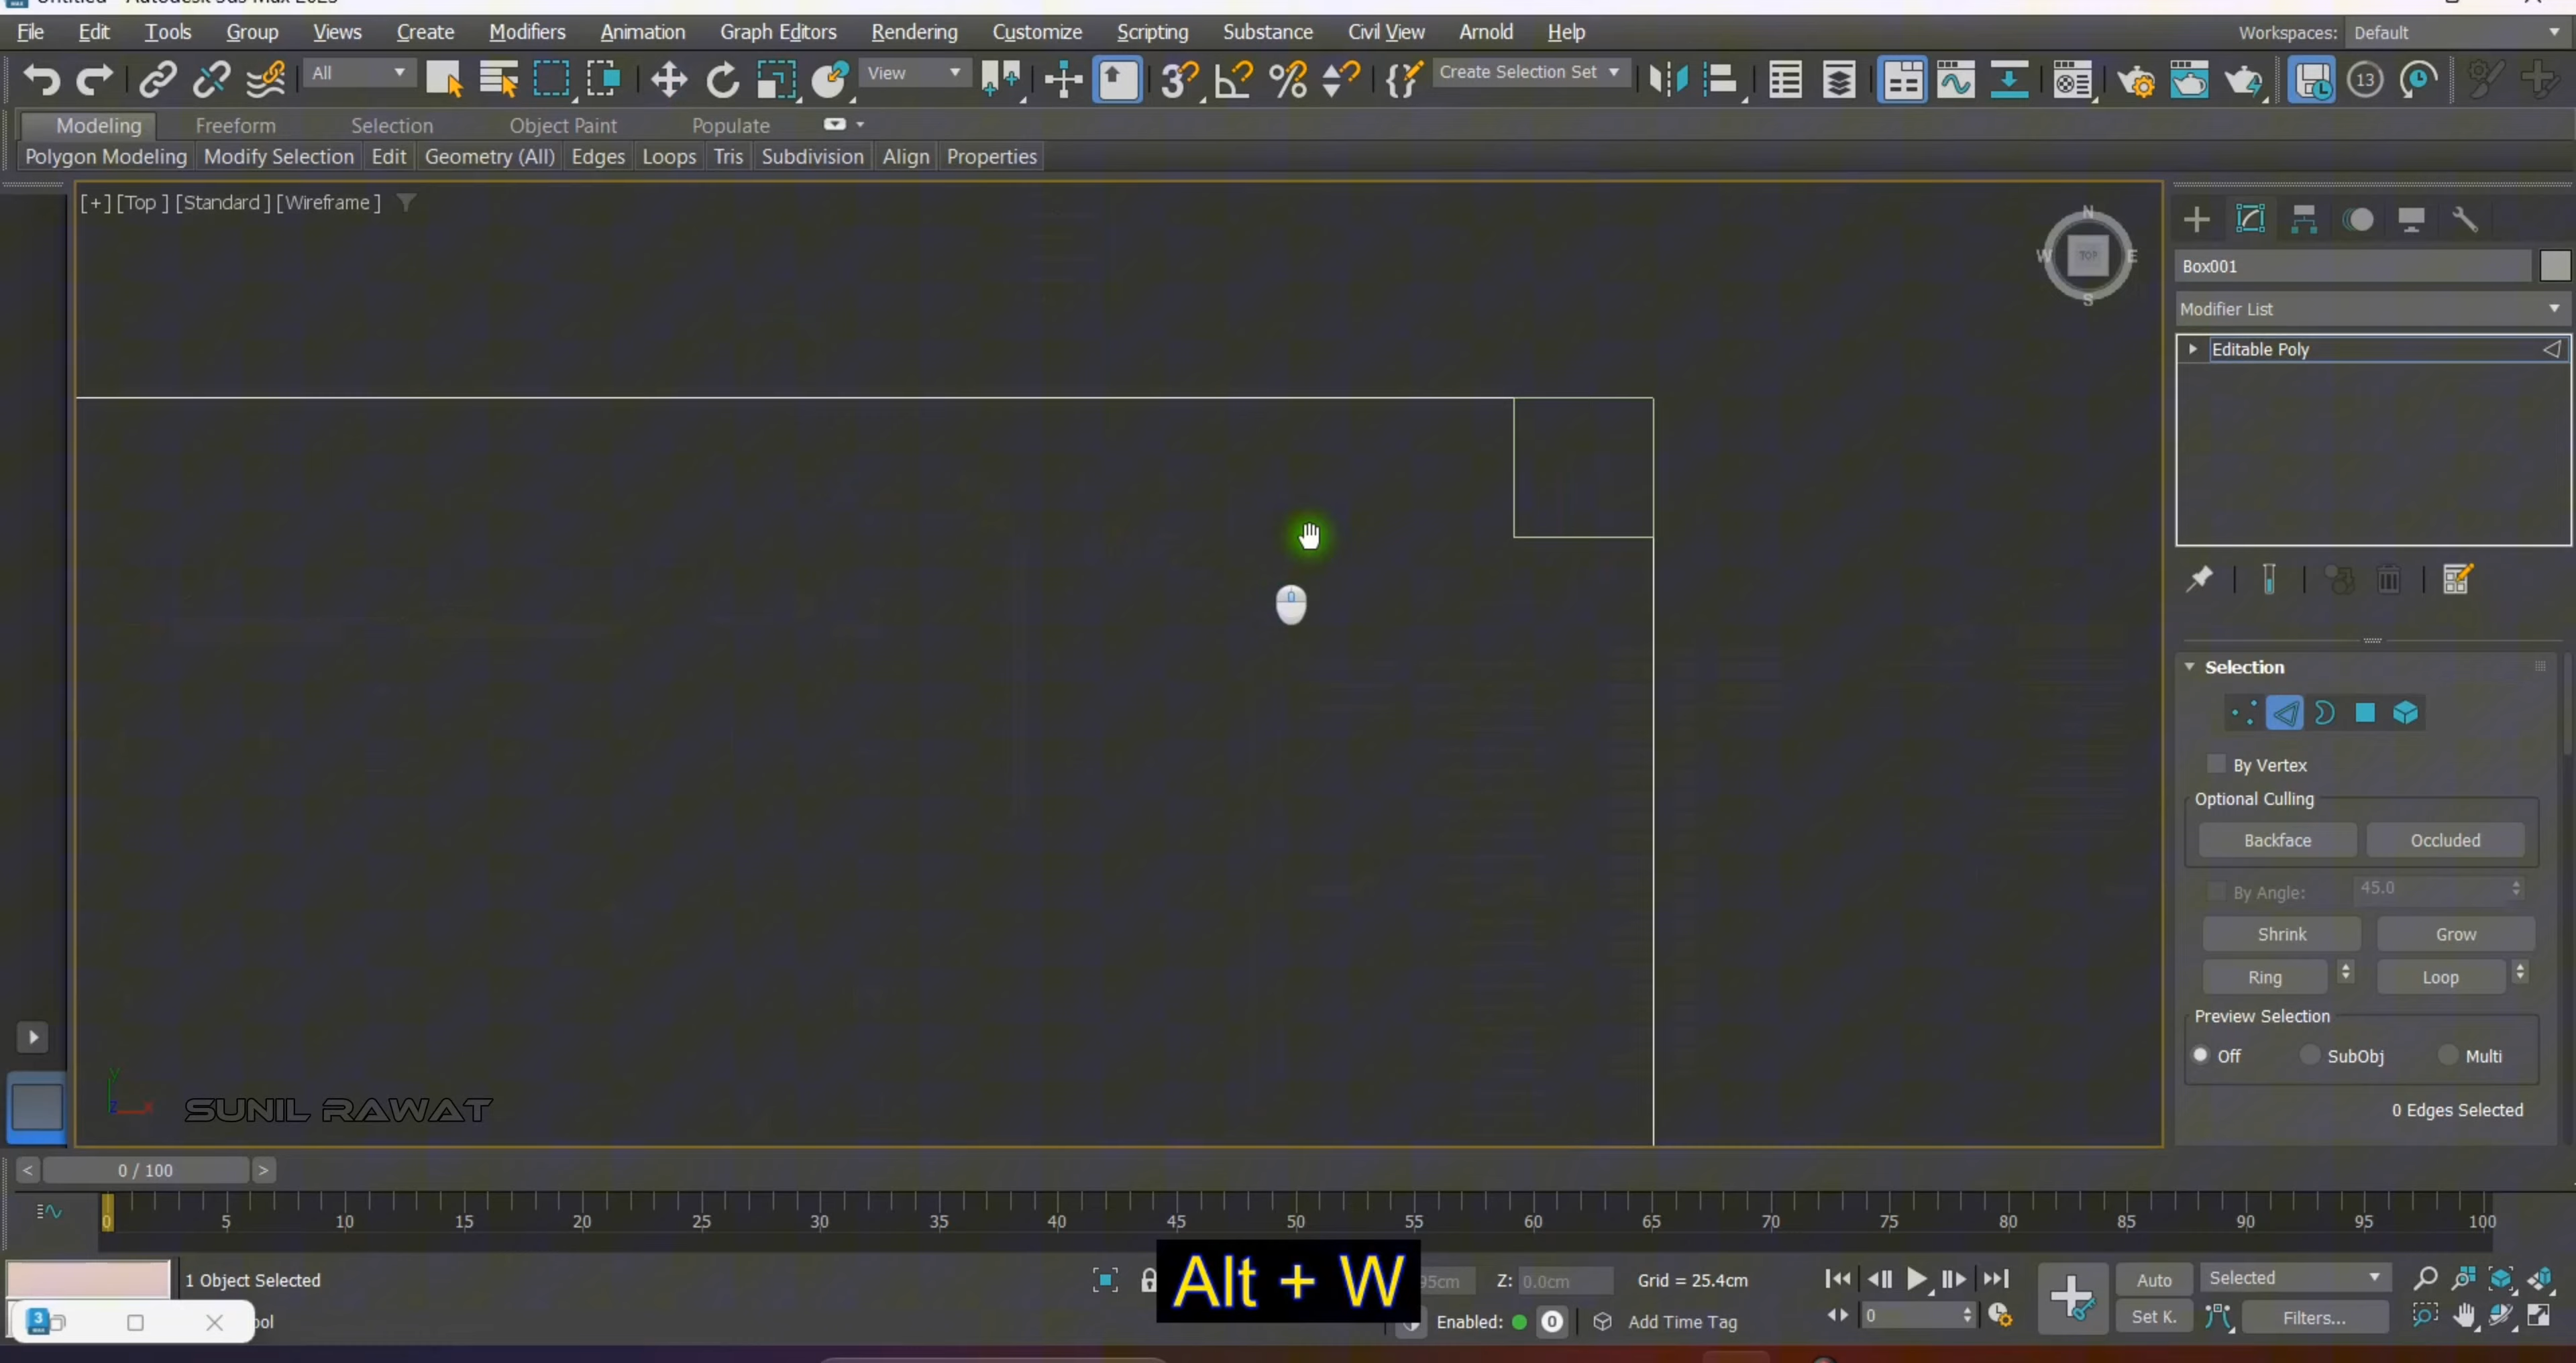 File Edit Tools Group Views Create Modifiers Animation Graph Editors Rendering Customize Scripting Substance Civil View Arnold Help Workspaces: Default
All View Create Selection Set 13
Modeling Freeform Selection Object Paint Populate
Polygon Modeling Modify Selection Edit Geometry (All) Edges Loops Tris Subdivision Align Properties
[+] [Top ] [Standard ] [Wireframe ]
N
W TOP E
S
Box001
Modifier List
Editable Poly
Selection
By Vertex
Optional Culling
Backface Occluded
By Angle: 45.0
Shrink Grow
Ring Loop
Preview Selection
Off SubObj Multi
0 Edges Selected
SUNIL RAWAT
< 0 / 100 >
0 5 10 15 20 25 30 35 40 45 50 55 60 65 70 75 80 85 90 95 100
1 Object Selected
Alt + W
Z: 0.0cm Grid = 25.4cm
Auto Selected
Enabled: 0 Add Time Tag
0
Set K. Filters...